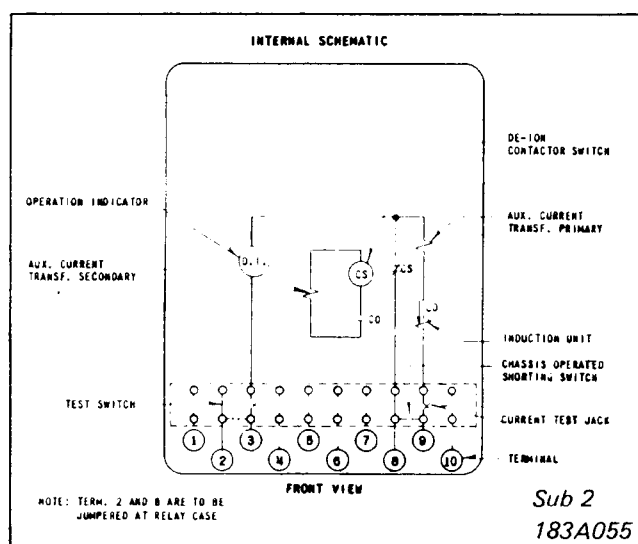 INTERNAL SCHEMATIC
DE-ION
CONTACTOR SWITCH
OPERATION INDICATOR
AUX. CURRENT
TRANSF. PRIMARY
AUX. CURRENT
TRANSF. SECONDARY
O.I.
CS
CS
CO
CO
INDUCTION UNIT
CHASSIS OPERATED
SHORTING SWITCH
TEST SWITCH
CURRENT TEST JACK
1 3 5 7 9
2 4 6 8 10
TERMINAL
FRONT VIEW
NOTE: TERM. 2 AND 8 ARE TO BE
JUMPERED AT RELAY CASE
Sub 2
183A055